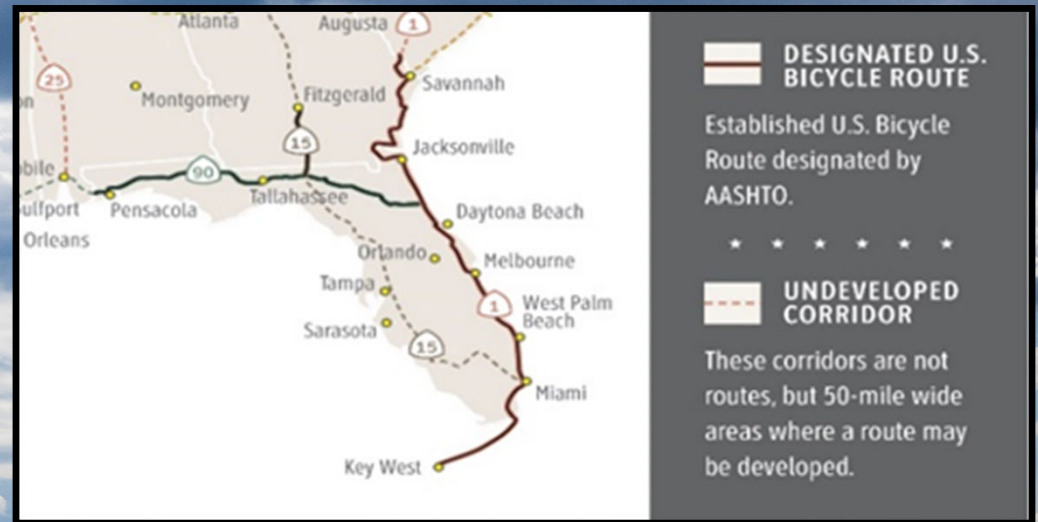 Atlanta
Augusta
1
25
Savannah
Montgomery
Fitzgerald
15
Jacksonville
90
bile
Tallahassee
ulfport
Pensacola
Daytona Beach
Orleans
Orlando
Melbourne
Tampa
1
West Palm
Beach
Sarasota
15
Miami
Key West
DESIGNATED U.S.
BICYCLE ROUTE
Established U.S. Bicycle
Route designated by
AASHTO.
UNDEVELOPED
CORRIDOR
These corridors are not
routes, but 50-mile wide
areas where a route may
be developed.